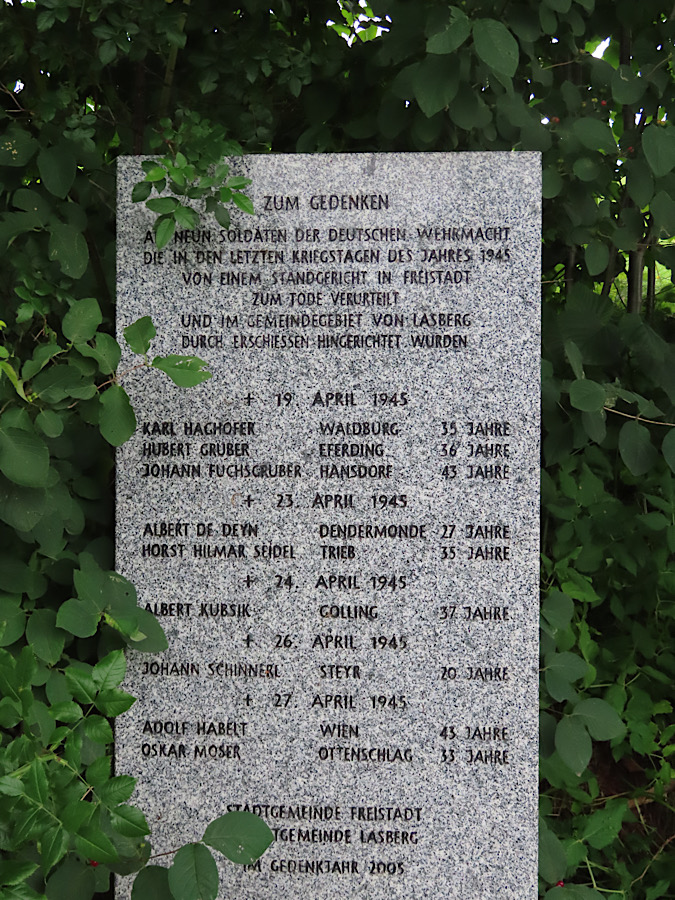 ZUM GEDENKEN
AN NEUN SOLDATEN DER DEUTSCHEN WEHRMACHT
DIE IN DEN LETZTEN KRIEGSTAGEN DES JAHRES 1945
VON EINEM STANDGERICHT IN FREISTADT
ZUM TODE VERURTEILT
UND IM GEMEINDEGEBIET VON LASBERG
DURCH ERSCHIESSEN HINGERICHTET WURDEN
+ 19. APRIL 1945
KARL HACHOFER WALDBURG 35 JAHRE
HUBERT GRUBER EFERDING 36 JAHRE
JOHANN FUCHSGRUBER HANSDORF 43 JAHRE
+ 23. APRIL 1945
ALBERT DE DEYN DENDERMONDE 27 JAHRE
HORST HILMAR SEIDEL TRIEB 35 JAHRE
+ 24. APRIL 1945
ALBERT KUBSIK GOLLING 37 JAHRE
+ 26. APRIL 1945
JOHANN SCHINNERL STEYR 20 JAHRE
+ 27. APRIL 1945
ADOLF HABELT WIEN 43 JAHRE
OSKAR MOSER OTTENSCHLAG 33 JAHRE
STADTGEMEINDE FREISTADT
LASBERG
IM GEDENKJAHR 2005